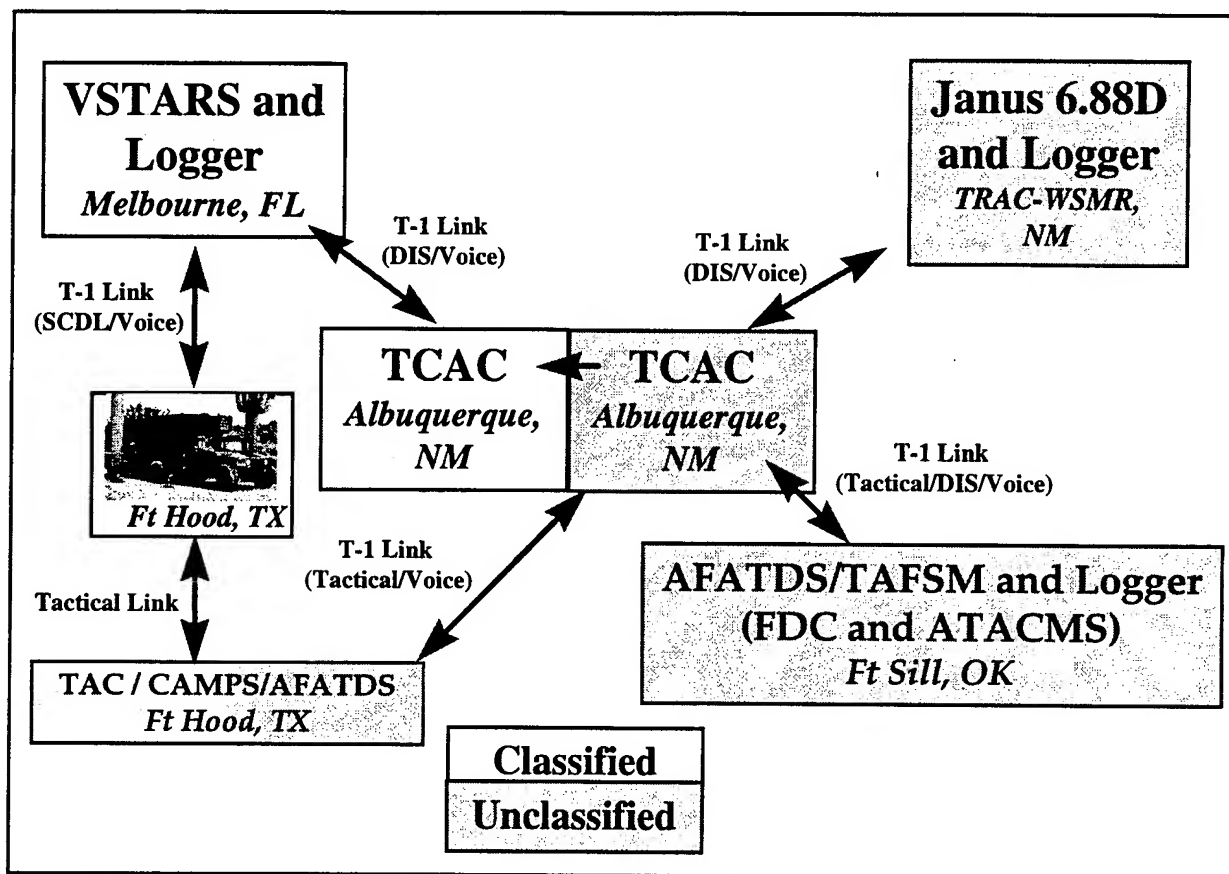 VSTARS and
Logger
Melbourne, FL
Janus 6.88D
and Logger
TRAC-WSMR,
NM
T-1 Link
(DIS/Voice)
T-1 Link
(DIS/Voice)
T-1 Link
(SCDL/Voice)
TCAC
Albuquerque,
NM
TCAC
Albuquerque,
NM
Ft Hood, TX
T-1 Link
(Tactical/DIS/Voice)
T-1 Link
(Tactical/Voice)
Tactical Link
AFATDS/TAFSM and Logger
(FDC and ATACMS)
Ft Sill, OK
TAC / CAMPS/AFATDS
Ft Hood, TX
Classified
Unclassified